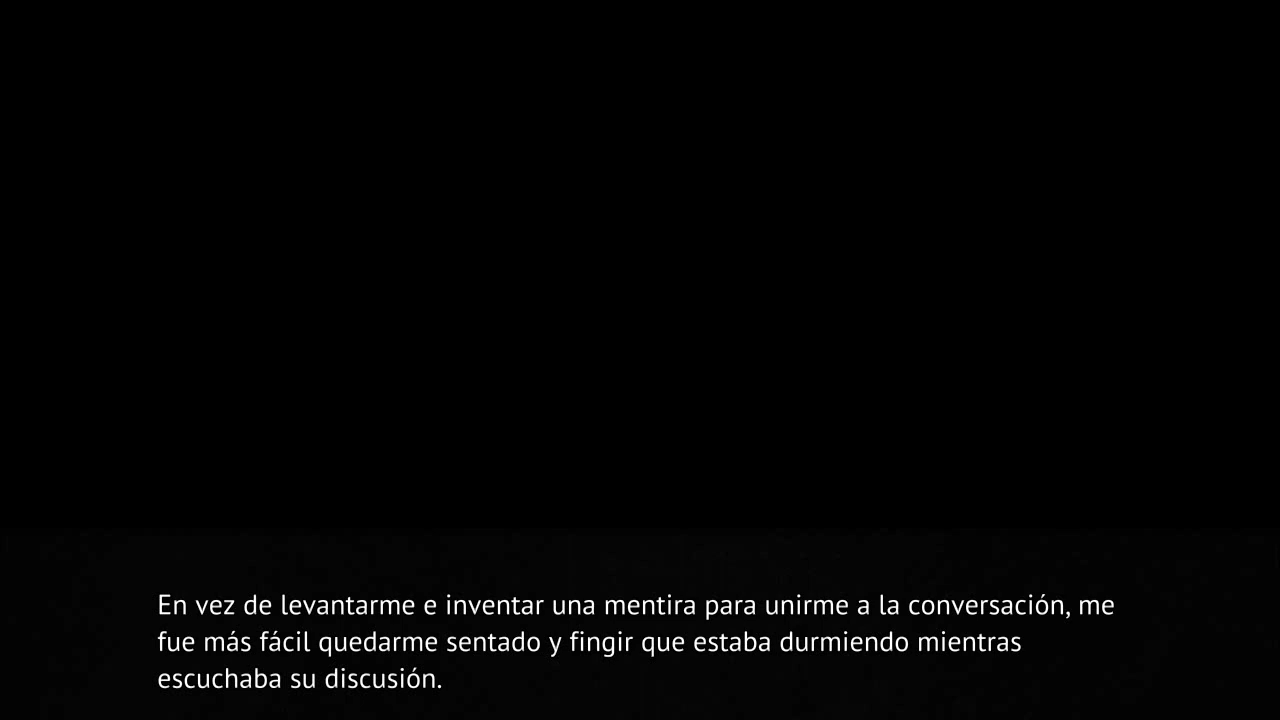 En vez de levantarme e inventar una mentira para unirme a la conversación, me
fue más fácil quedarme sentado y fingir que estaba durmiendo mientras
escuchaba su discusión.